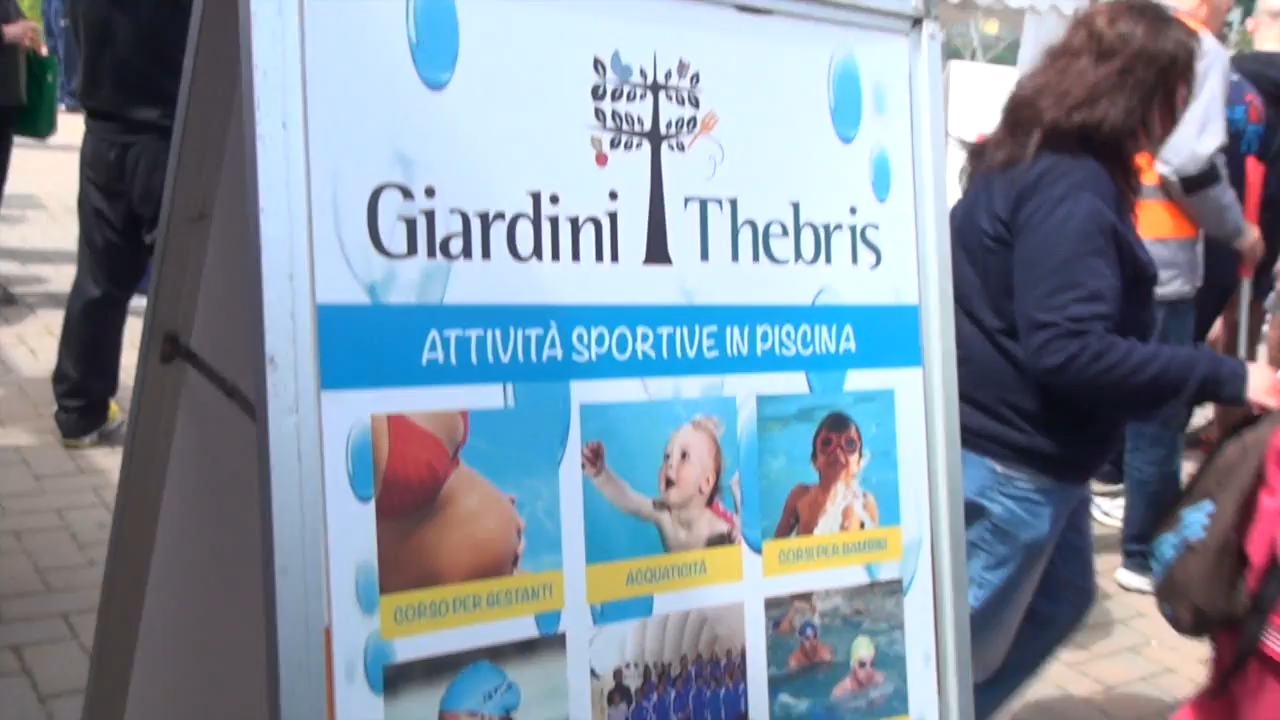 Giardini Thebris
ATTIVITÀ SPORTIVE IN PISCINA
CORSO PER GESTANTI
ACQUATICITÀ
CORSI PER BAMBINI